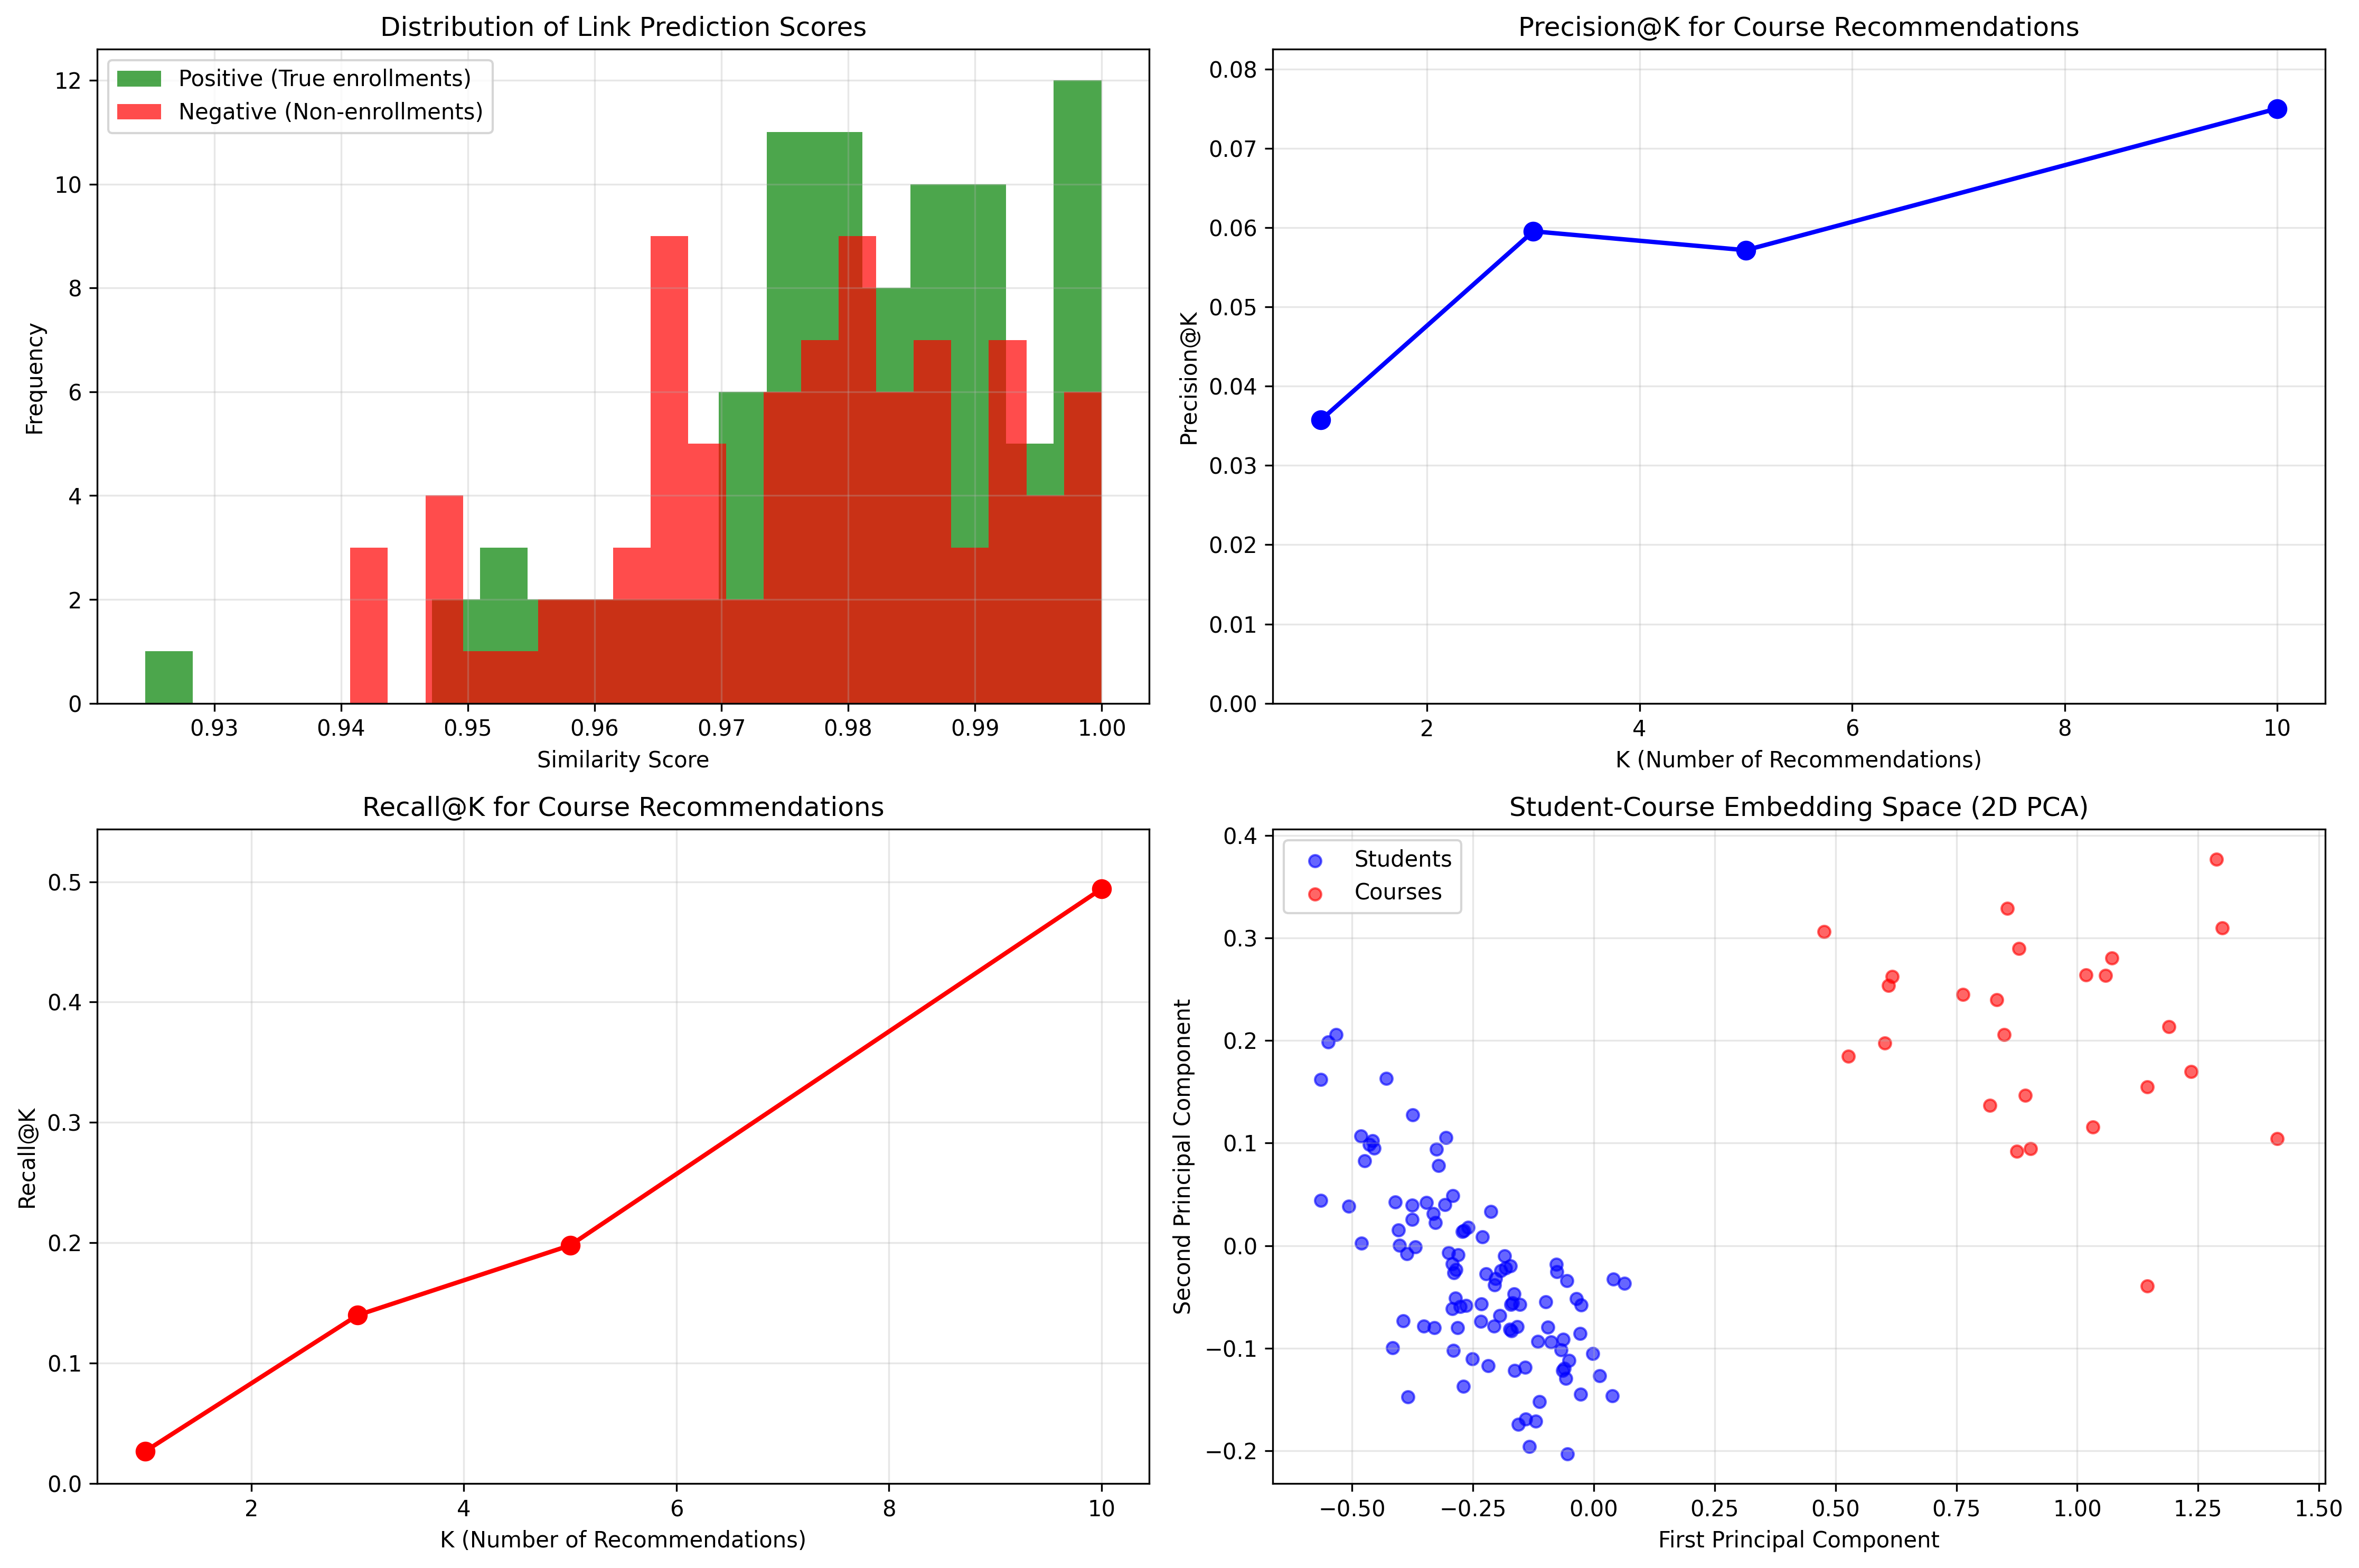 Distribution of Link Prediction Scores
Positive (True enrollments)
Negative (Non-enrollments)
12
10
8
6
4
2
0
Frequency
0.93 0.94 0.95 0.96 0.97 0.98 0.99 1.00
Similarity Score
Precision@K for Course Recommendations
0.08
0.07
0.06
0.05
0.04
0.03
0.02
0.01
0.00
Precision@K
2 4 6 8 10
K (Number of Recommendations)
Recall@K for Course Recommendations
0.5
0.4
0.3
0.2
0.1
0.0
Recall@K
2 4 6 8 10
K (Number of Recommendations)
Student-Course Embedding Space (2D PCA)
Students
Courses
0.4
0.3
0.2
0.1
0.0
−0.1
−0.2
Second Principal Component
−0.50 −0.25 0.00 0.25 0.50 0.75 1.00 1.25 1.50
First Principal Component